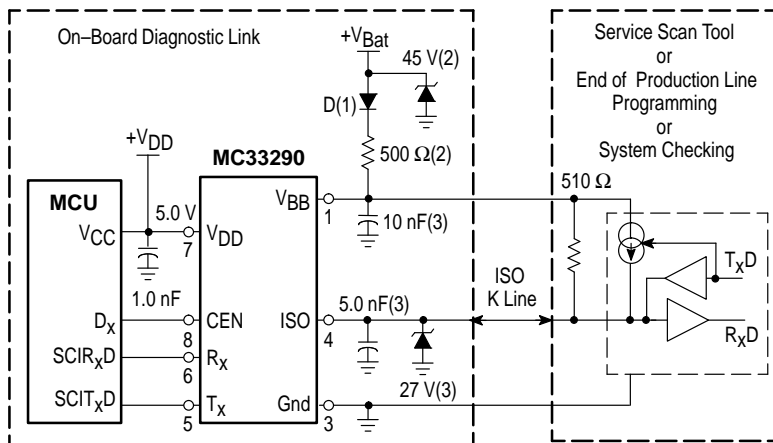 On–Board Diagnostic Link
+VBat
45 V(2)
D(1)
500 Ω(2)
Service Scan Tool
or
End of Production Line
Programming
or
System Checking
+VDD
MC33290
MCU
5.0 V
VCC
7
VDD
VBB
1
10 nF(3)
510 Ω
1.0 nF
ISO
K Line
TxD
RxD
Dx
8
CEN
ISO
4
5.0 nF(3)
SCIRxD
6
Rx
27 V(3)
SCITxD
5
Tx
Gnd
3